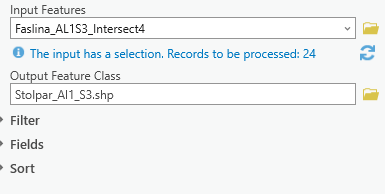 Input Features
Faslina_AL1S3_Intersect4
The input has a selection. Records to be processed: 24
Output Feature Class
Stolpar_Al1_S3.shp
Filter
Fields
Sort